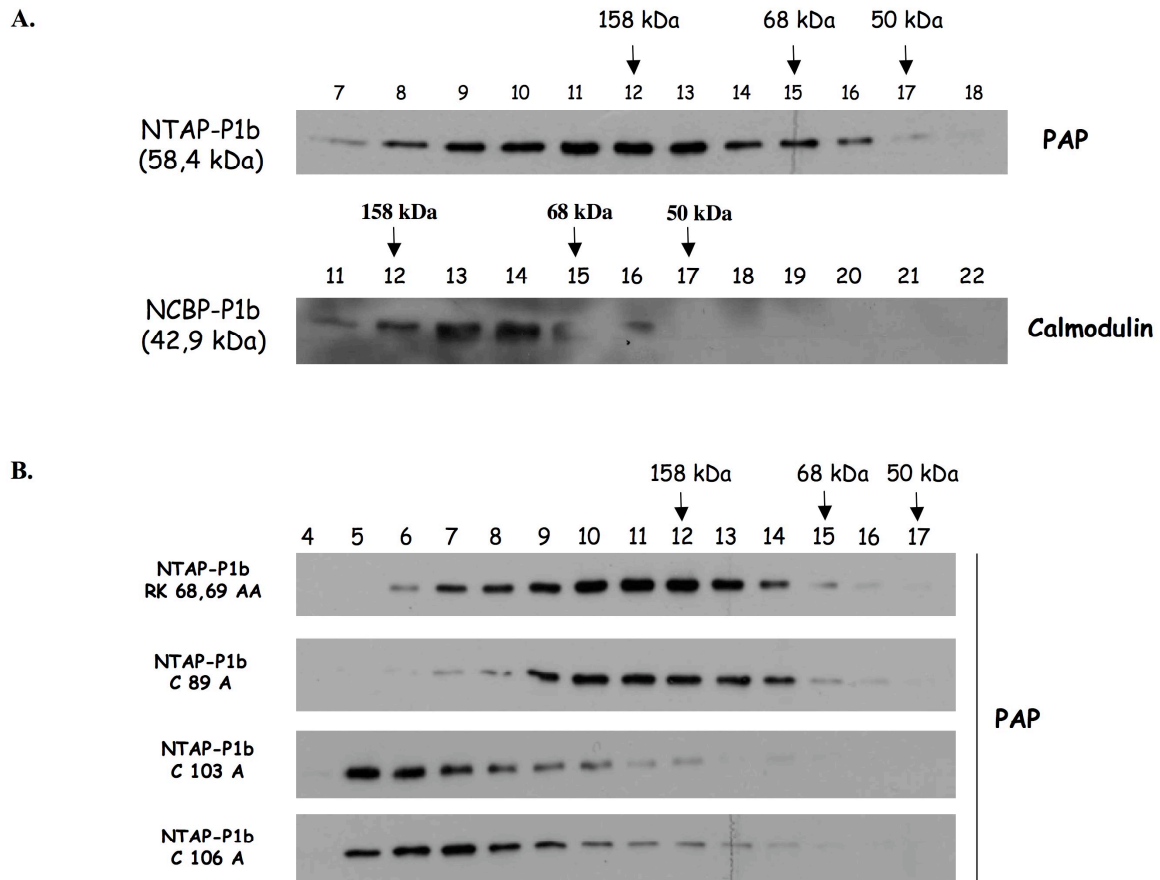 A.
158 kDa 68 kDa 50 kDa
7 8 9 10 11 12 13 14 15 16 17 18
NTAP-P1b
(58,4 kDa)
PAP
158 kDa 68 kDa 50 kDa
11 12 13 14 15 16 17 18 19 20 21 22
NCBP-P1b
(42,9 kDa)
Calmodulin
B.
158 kDa 68 kDa 50 kDa
4 5 6 7 8 9 10 11 12 13 14 15 16 17
NTAP-P1b
RK 68,69 AA
NTAP-P1b
C 89 A
PAP
NTAP-P1b
C 103 A
NTAP-P1b
C 106 A